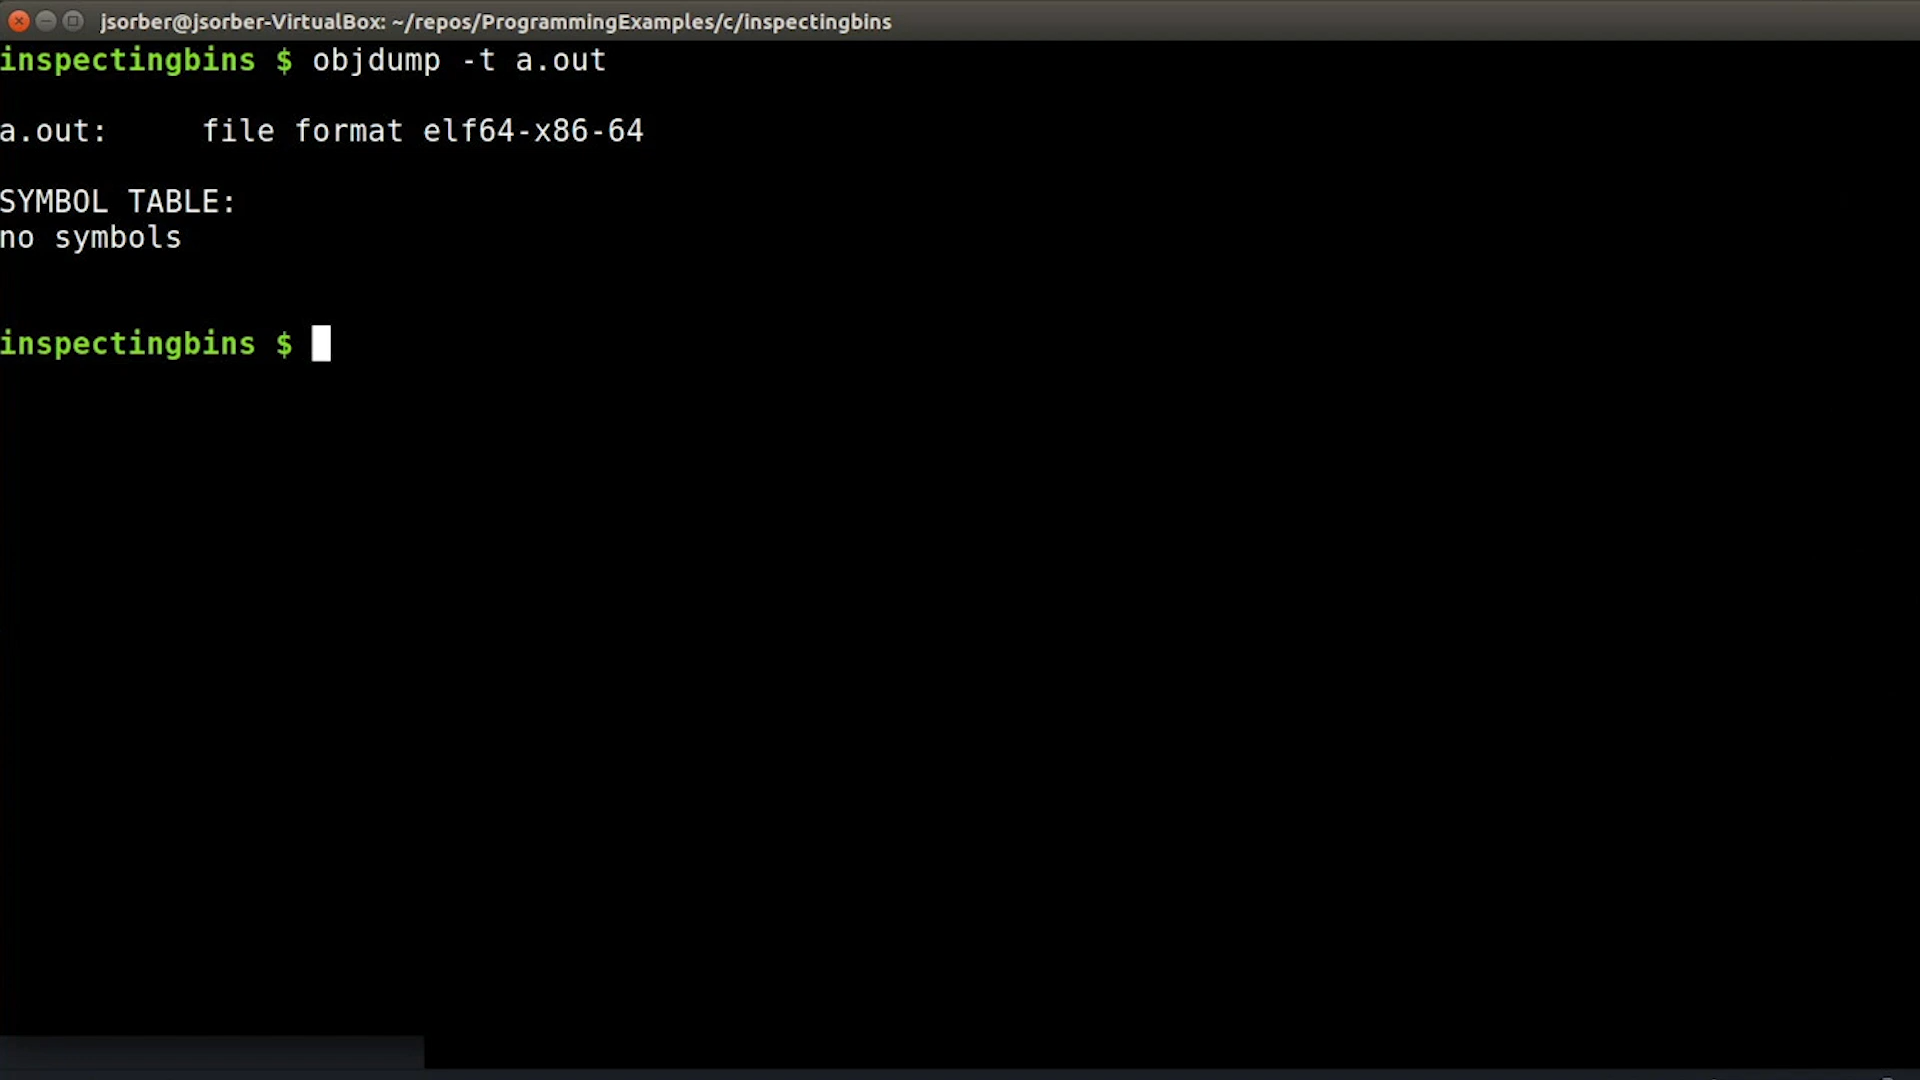 jsorber@jsorber-VirtualBox: ~/repos/ProgrammingExamples/c/inspectingbins
inspectingbins $ objdump -t a.out
a.out:     file format elf64-x86-64
SYMBOL TABLE:
no symbols
inspectingbins $